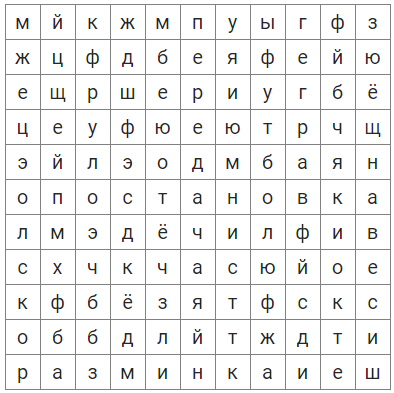 м й к ж м п у ы г ф з
ж ц ф д б е я ф е й ю
е щ р ш е р и у г б ё
ц е у ф ю е ю т р ч щ
э й л э о д м б а я н
о п о с т а н о в к а
л м э д ё ч и л ф и в
с х ч к ч а с ю й о е
к ф б ё з я т ф с к с
о б б д л й т ж д т и
р а з м и н к а и е ш